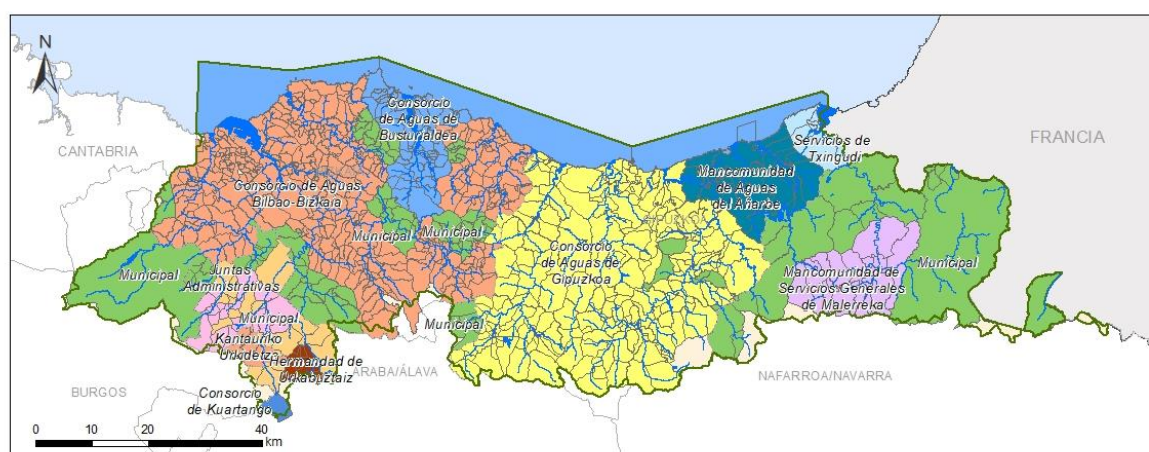 N
CANTABRIA
FRANCIA
Consorcio
de Aguas de
Busturialdea
Servicios de
Txingudi
Mancomunidad
de Aguas
del Añarbe
Consorcio de Aguas
Bilbao-Bizkaia
Municipal
Municipal
Consorcio
de Aguas de
Gipuzkoa
Municipal
Juntas
Administrativas
Mancomunidad de
Servicios Generales
de Malerreka
Municipal
Municipal
Kantauriko
Urkidetza
Municipal
Hermandad de
Urkabuztaiz
ARABA/ÁLAVA
NAFARROA/NAVARRA
BURGOS
Consorcio
de Kuartango
0 10 20 40
km